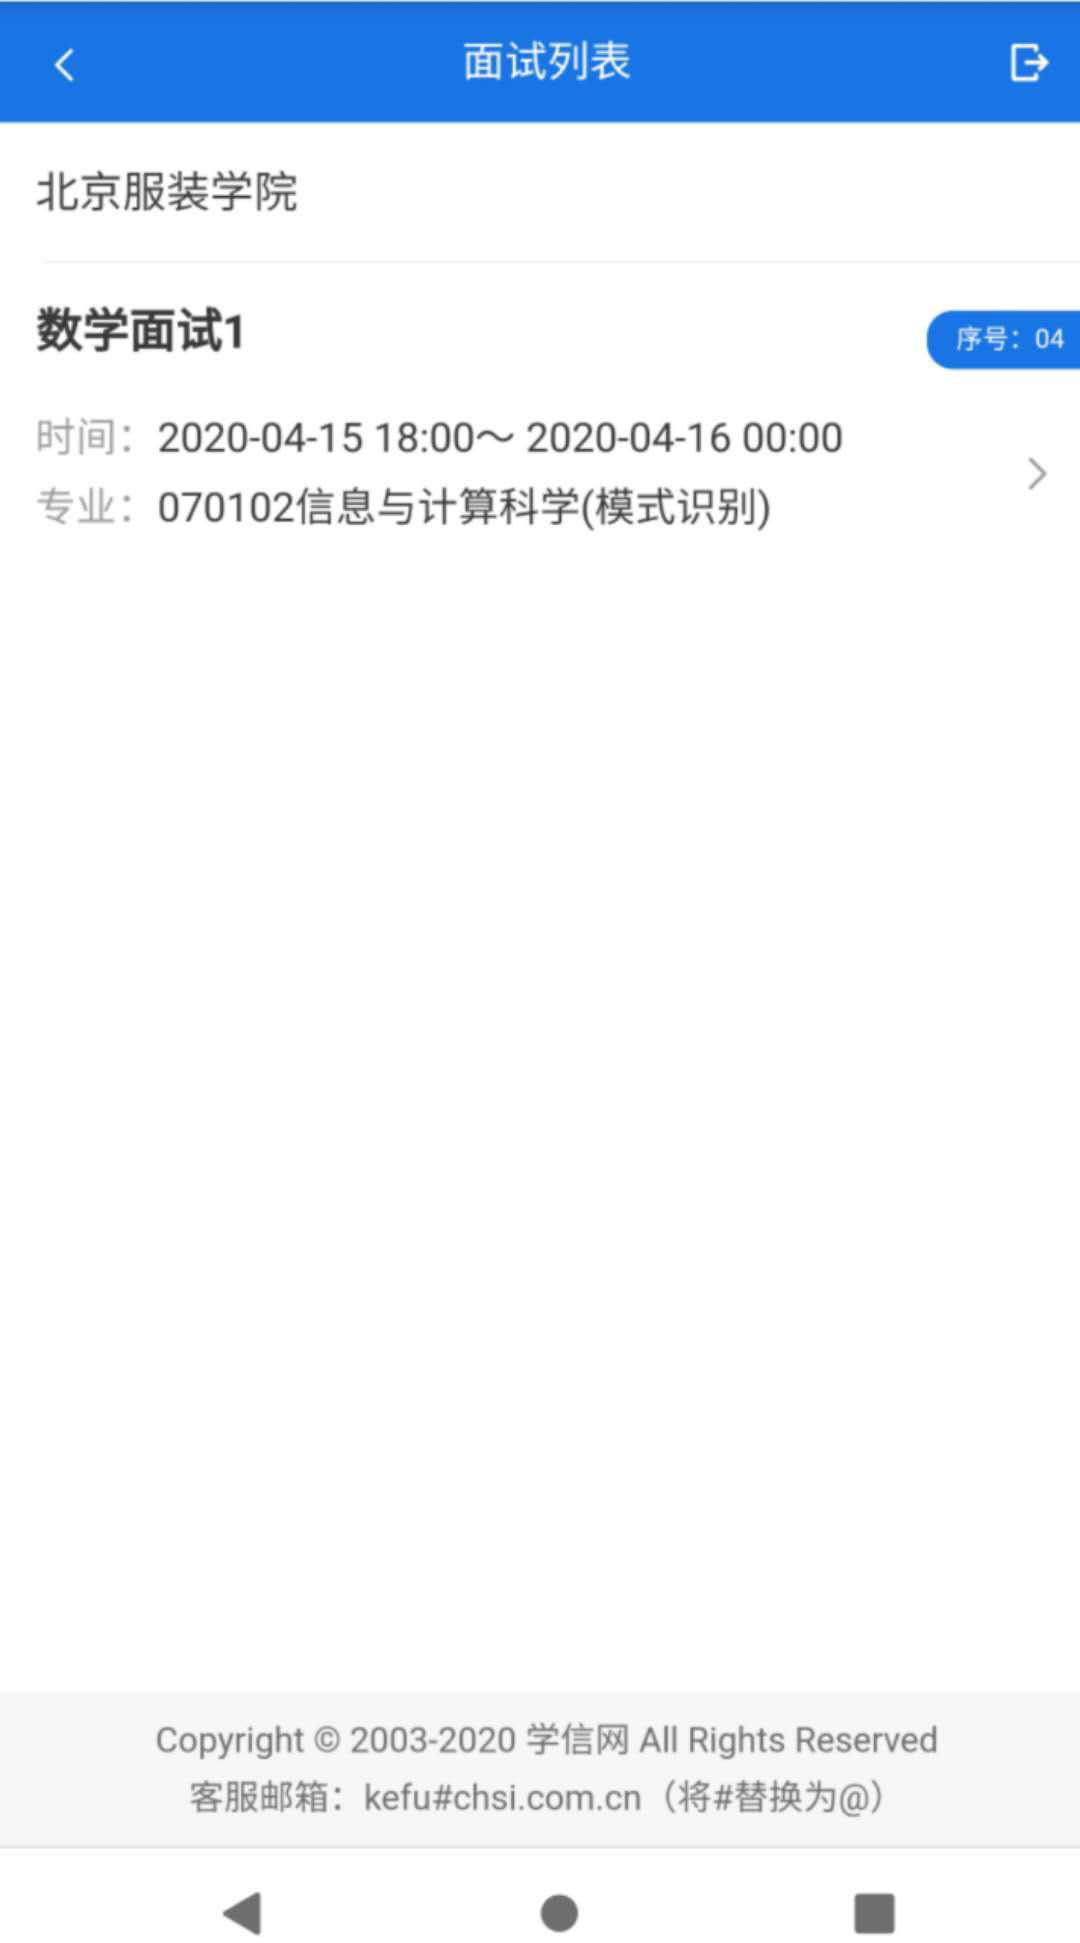 面试列表
北京服装学院
数学面试1
序号：04
时间：2020-04-15 18:00～ 2020-04-16 00:00
专业：070102信息与计算科学(模式识别)
Copyright © 2003-2020 学信网 All Rights Reserved
客服邮箱：kefu#chsi.com.cn（将#替换为@）